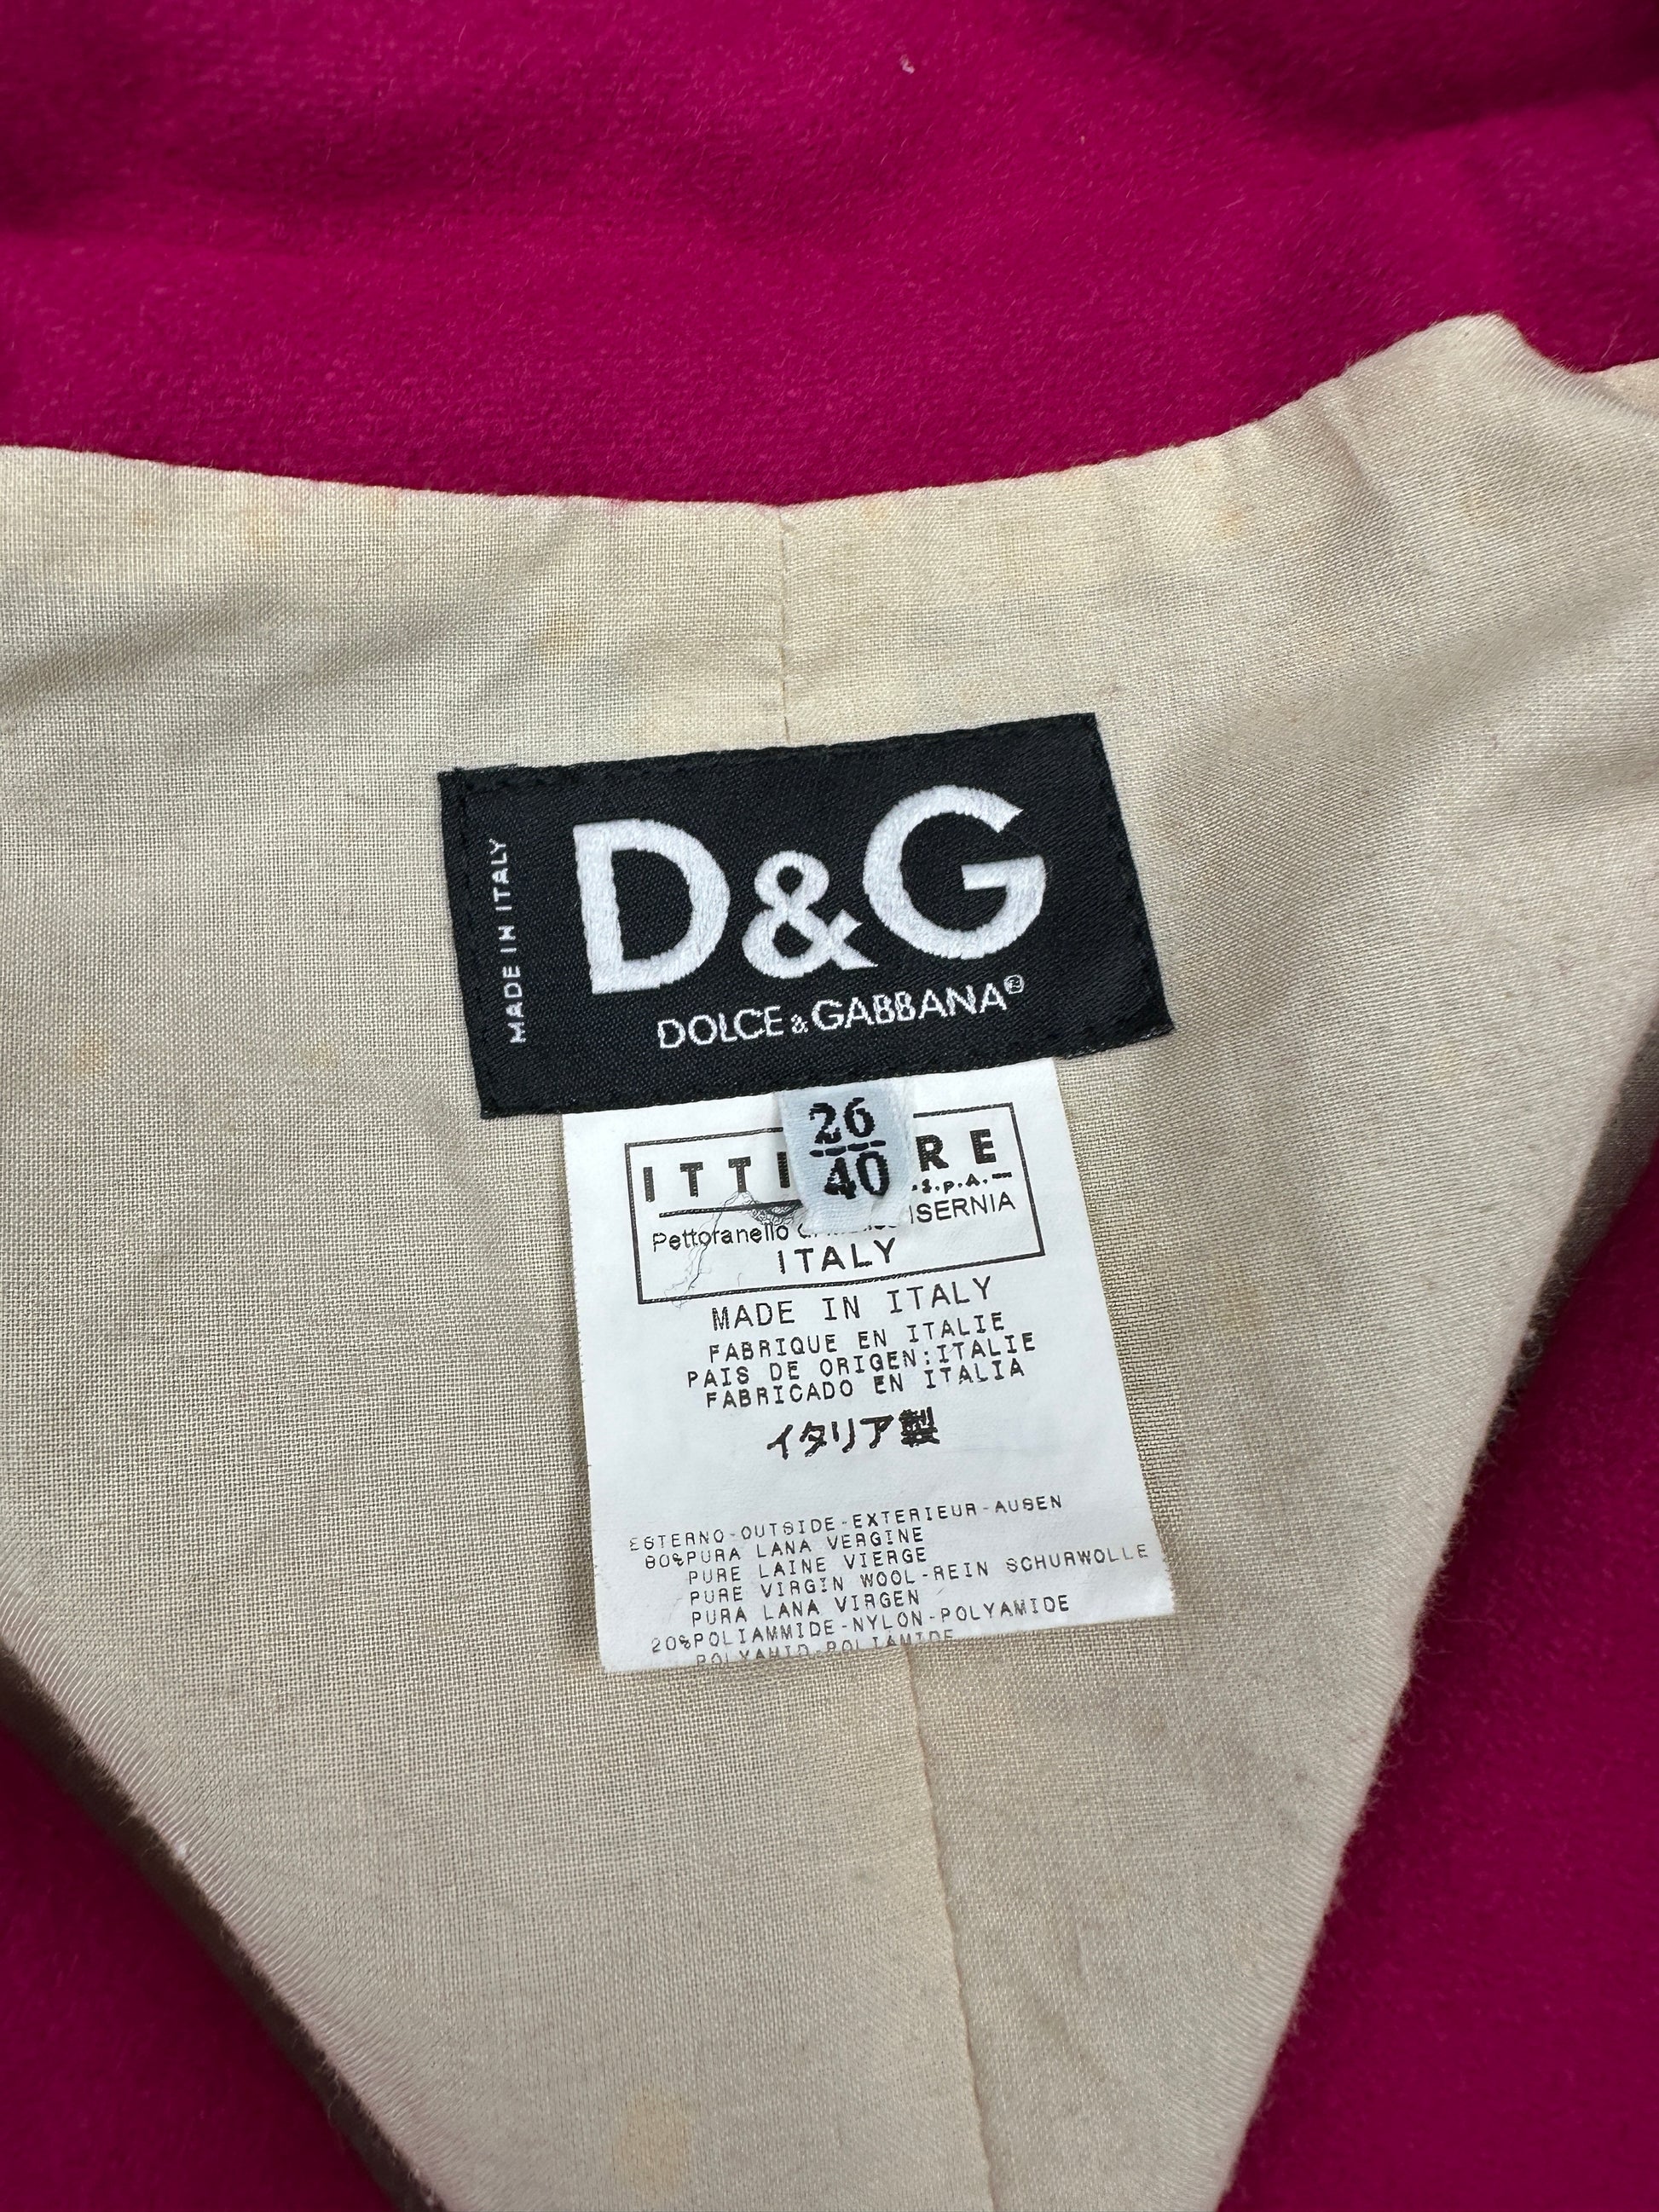 MADE IN ITALY
D&G
DOLCE & GABBANA®
26
40
ITTI RE
S.p.A.
Pettoranello ISERNIA
ITALY
MADE IN ITALY
FABRIQUE EN ITALIE
PAIS DE ORIGEN:ITALIE
FABRICADO EN ITALIA
イタリア製
ESTERNO-OUTSIDE-EXTERIEUR-AUSEN
80%PURA LANA VERGINE
PURE LAINE VIERGE
PURE VIRGIN WOOL-REIN SCHURWOLLE
PURA LANA VIRGEN
20%POLIAMMIDE-NYLON-POLYAMIDE
POLYAMID-POLIAMIDE